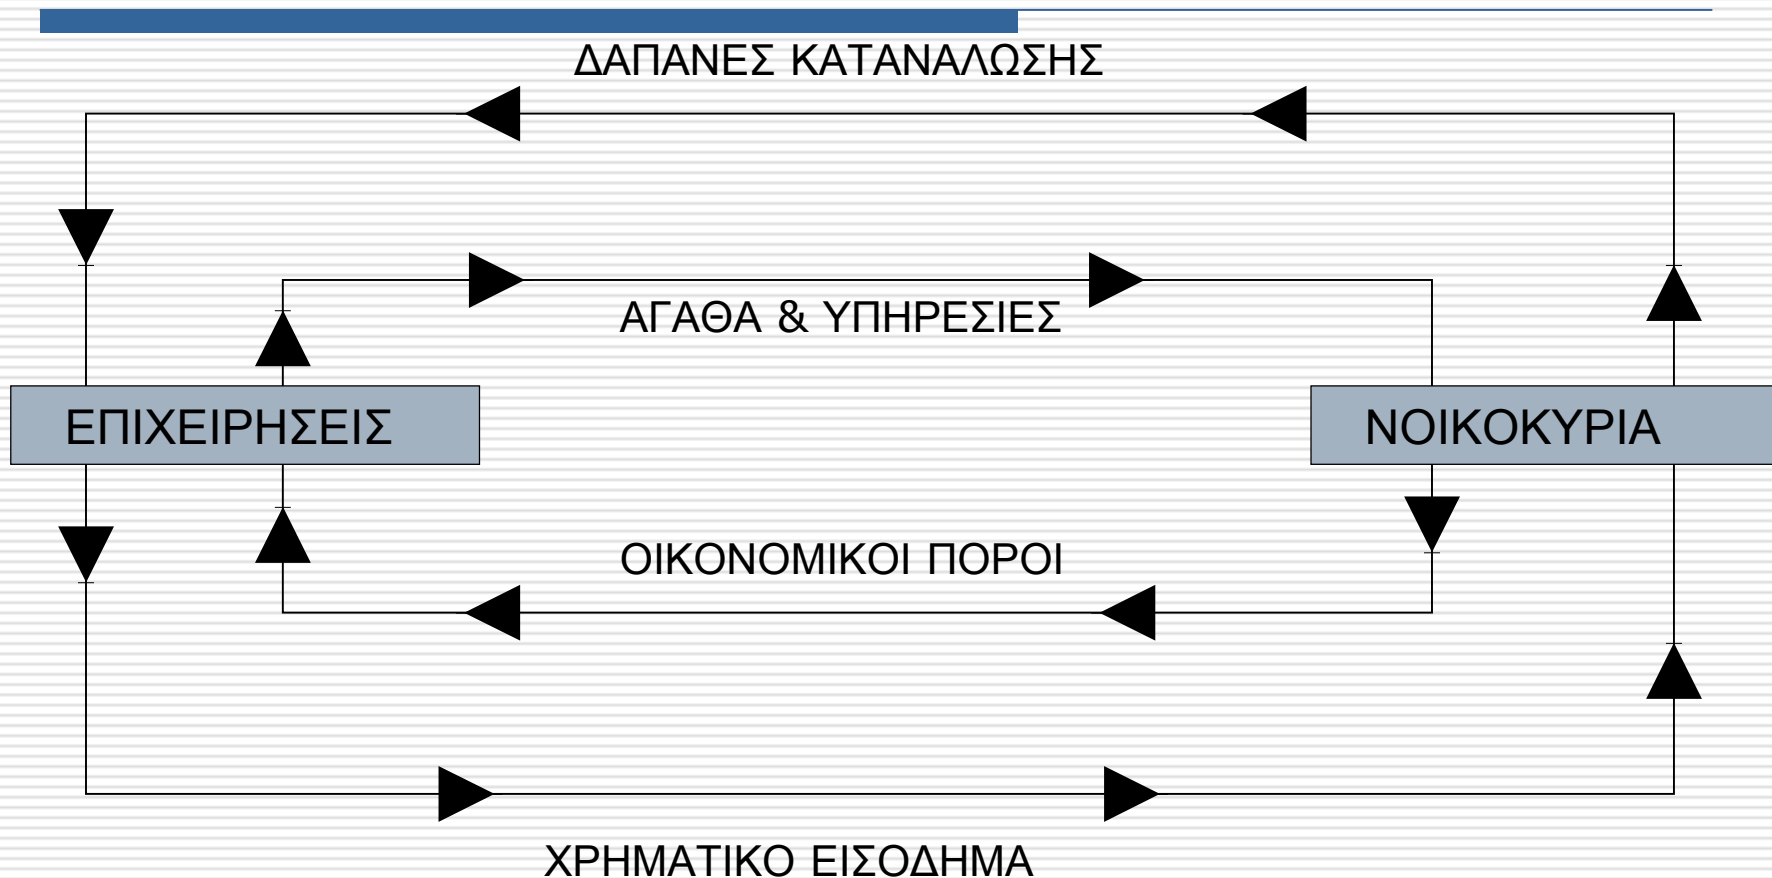 ΔΑΠΑΝΕΣ ΚΑΤΑΝΑΛΩΣΗΣ
ΑΓΑΘΑ & ΥΠΗΡΕΣΙΕΣ
ΕΠΙΧΕΙΡΗΣΕΙΣ
ΝΟΙΚΟΚΥΡΙΑ
ΟΙΚΟΝΟΜΙΚΟΙ ΠΟΡΟΙ
ΧΡΗΜΑΤΙΚΟ ΕΙΣΟΔΗΜΑ